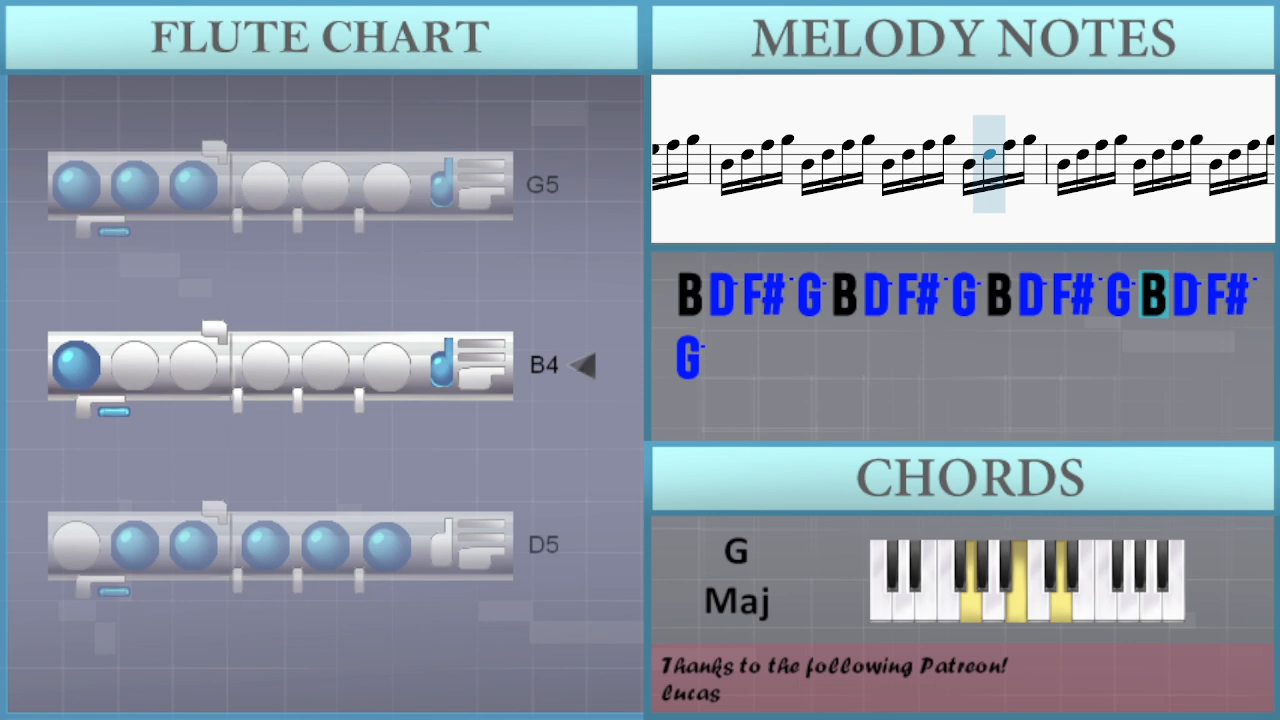 FLUTE CHART
G5
B4
D5
MELODY NOTES
B D F# G B D F# G B D F# G B D F#
G
CHORDS
G
Maj
Thanks to the following Patreon!
lucas